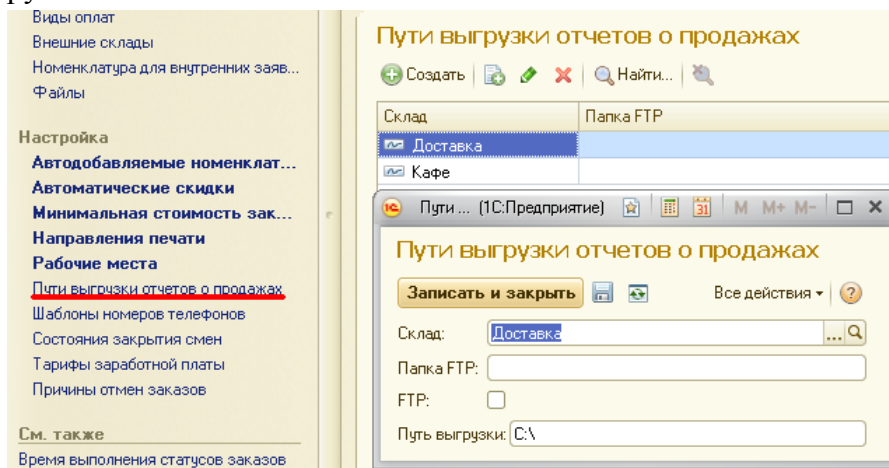 Виды оплат
Внешние склады
Номенклатура для внутренних заяв...
Файлы
Настройка
Автодобавляемые номенклат...
Автоматические скидки
Минимальная стоимость зак...
Направления печати
Рабочие места
Пути выгрузки отчетов о продажах
Шаблоны номеров телефонов
Состояния закрытия смен
Тарифы заработной платы
Причины отмен заказов
См. также
Время выполнения статусов заказов
Пути выгрузки отчетов о продажах
Создать Найти...
Склад Папка FTP
Доставка
Кафе
Пути ... (1С:Предприятие) 31 M M+ M-
Пути выгрузки отчетов о продажах
Записать и закрыть Все действия ?
Склад: Доставка ...
Папка FTP:
FTP:
Путь выгрузки: C:\